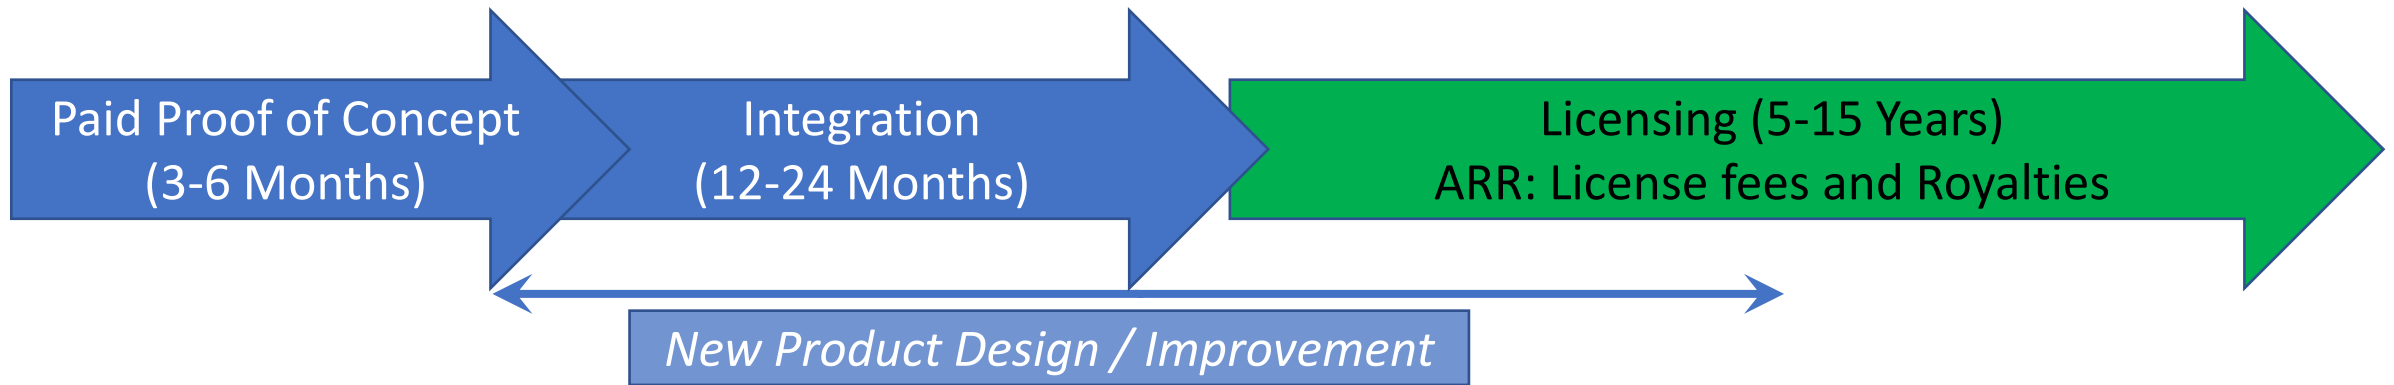 Paid Proof of Concept
(3-6 Months)
Integration
(12-24 Months)
Licensing (5-15 Years)
ARR: License fees and Royalties
New Product Design / Improvement